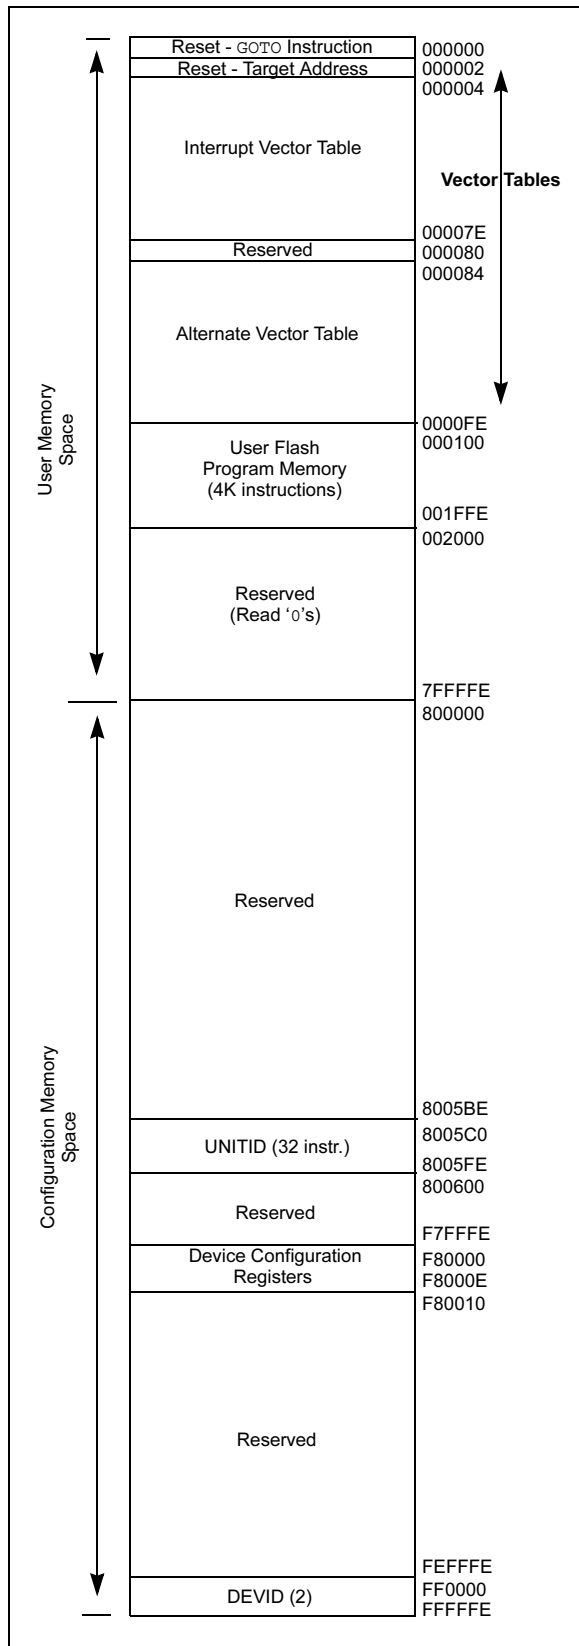 Reset - GOTO Instruction 000000
Reset - Target Address 000002
000004
Interrupt Vector Table
Vector Tables
00007E
Reserved 000080
000084
Alternate Vector Table
User Memory
Space
0000FE
User Flash 000100
Program Memory
(4K instructions)
001FFE
002000
Reserved
(Read ‘0’s)
7FFFFE
800000
Reserved
Configuration Memory
Space
8005BE
8005C0
UNITID (32 instr.)
8005FE
800600
Reserved
F7FFFE
Device Configuration F80000
Registers F8000E
F80010
Reserved
FEFFFE
DEVID (2) FF0000
FFFFFE